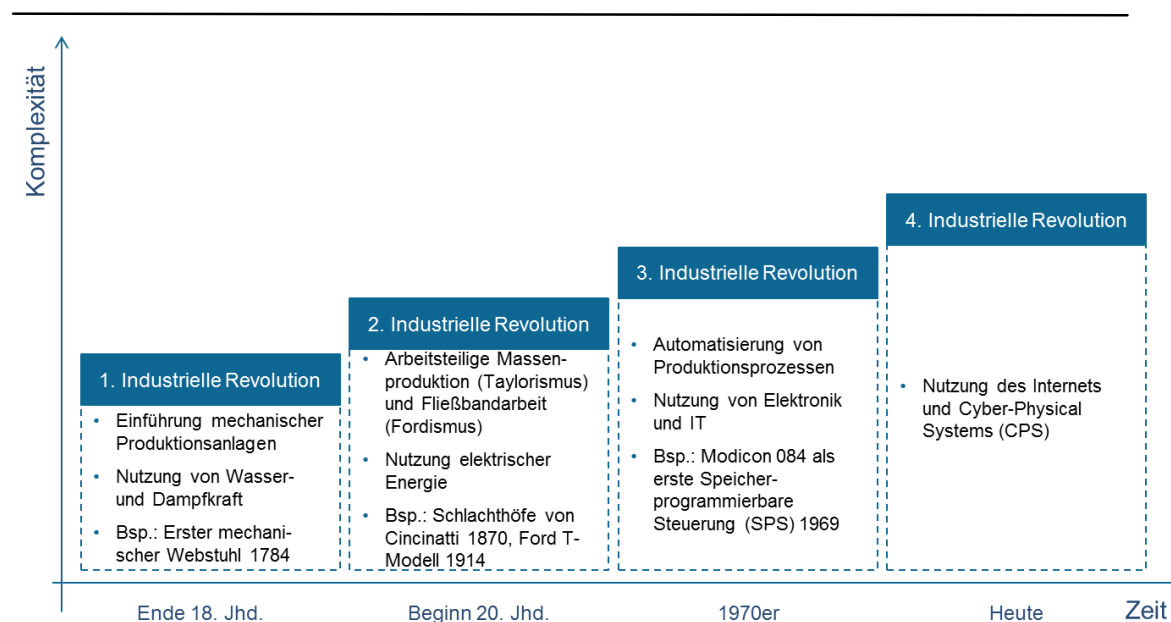 Komplexität
1. Industrielle Revolution
• Einführung mechanischer
Produktionsanlagen
• Nutzung von Wasser-
und Dampfkraft
• Bsp.: Erster mechani-
scher Webstuhl 1784
2. Industrielle Revolution
• Arbeitsteilige Massen-
produktion (Taylorismus)
und Fließbandarbeit
(Fordismus)
• Nutzung elektrischer
Energie
• Bsp.: Schlachthöfe von
Cincinatti 1870, Ford T-
Modell 1914
3. Industrielle Revolution
• Automatisierung von
Produktionsprozessen
• Nutzung von Elektronik
und IT
• Bsp.: Modicon 084 als
erste Speicher-
programmierbare
Steuerung (SPS) 1969
4. Industrielle Revolution
• Nutzung des Internets
und Cyber-Physical
Systems (CPS)
Ende 18. Jhd.
Beginn 20. Jhd.
1970er
Heute
Zeit